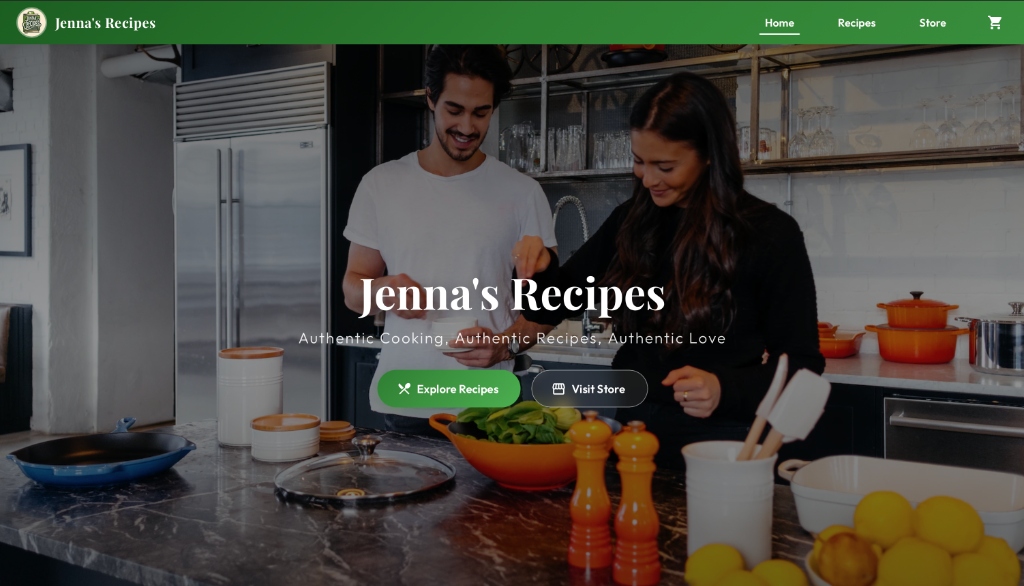 Jenna's Recipes
Home
Recipes
Store
Jenna's Recipes
Authentic Cooking, Authentic Recipes, Authentic Love
Explore Recipes
Visit Store